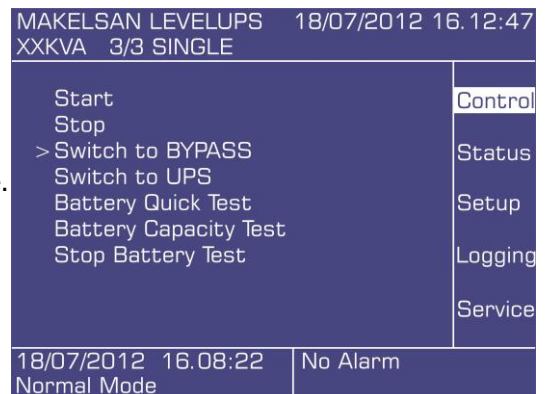 MAKELSAN LEVELUPS 18/07/2012 16.12:47
XXKVA 3/3 SINGLE
Start
Stop
> Switch to BYPASS
Switch to UPS
Battery Quick Test
Battery Capacity Test
Stop Battery Test
Control
Status
Setup
Logging
Service
18/07/2012 16.08:22 No Alarm
Normal Mode